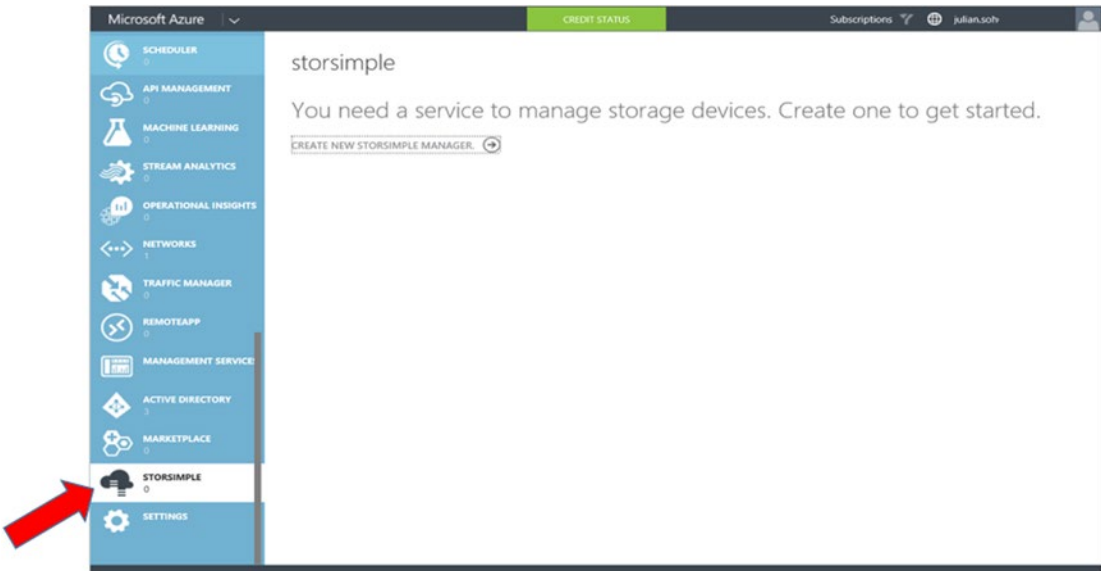 Microsoft Azure
CREDIT STATUS
Subscriptions
julian.soh
SCHEDULER
0
API MANAGEMENT
0
MACHINE LEARNING
0
STREAM ANALYTICS
0
OPERATIONAL INSIGHTS
0
NETWORKS
1
TRAFFIC MANAGER
0
REMOTEAPP
0
MANAGEMENT SERVICE
ACTIVE DIRECTORY
3
MARKETPLACE
0
STORSIMPLE
0
SETTINGS
storsimple
You need a service to manage storage devices. Create one to get started.
CREATE NEW STORSIMPLE MANAGER.